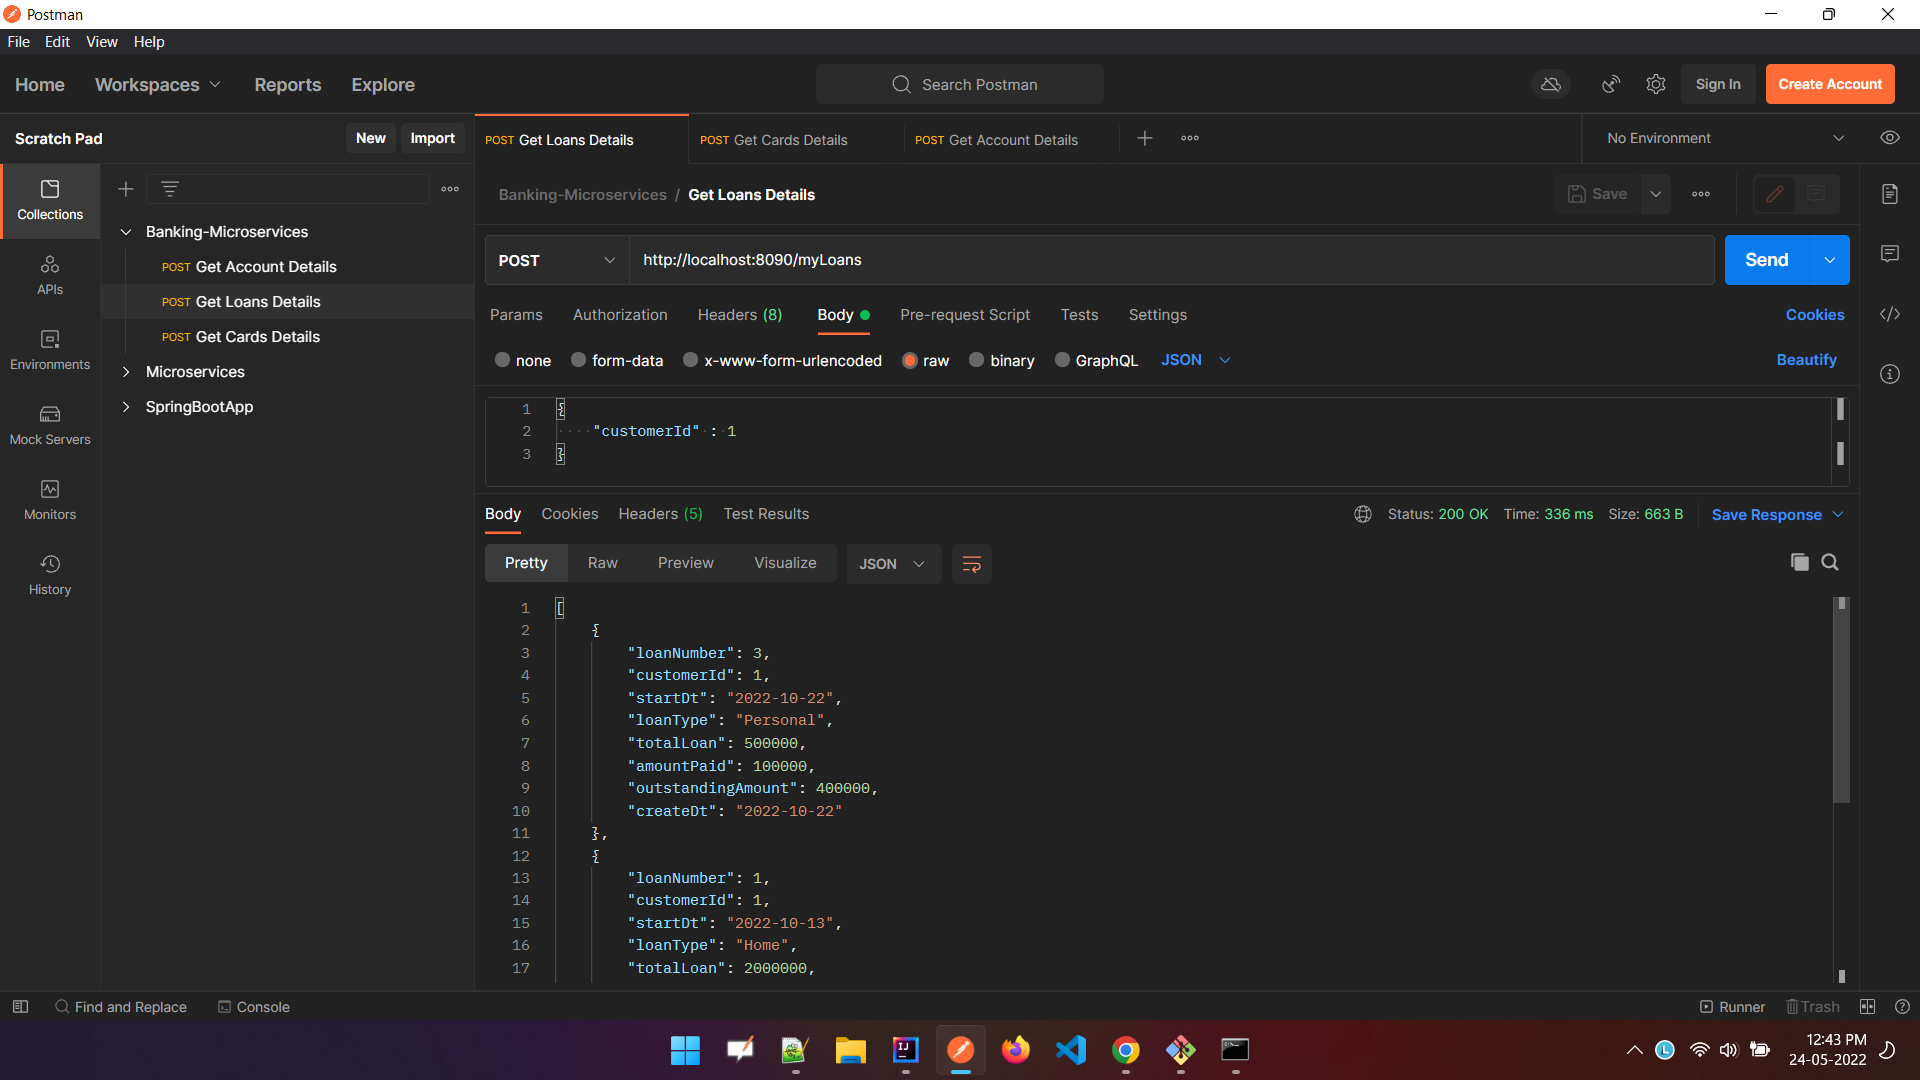 Postman
File Edit View Help
Home Workspaces Reports Explore Search Postman Sign In Create Account
Scratch Pad New Import
POST Get Loans Details POST Get Cards Details POST Get Account Details No Environment
Collections
APIs
Environments
Mock Servers
Monitors
History
Banking-Microservices
POST Get Account Details
POST Get Loans Details
POST Get Cards Details
Microservices
SpringBootApp
Banking-Microservices / Get Loans Details Save
POST http://localhost:8090/myLoans Send
Params Authorization Headers (8) Body Pre-request Script Tests Settings Cookies
none form-data x-www-form-urlencoded raw binary GraphQL JSON Beautify
1 {
2 "customerId" : 1
3 }
Body Cookies Headers (5) Test Results Status: 200 OK Time: 336 ms Size: 663 B Save Response
Pretty Raw Preview Visualize JSON
1 [
2 {
3 "loanNumber": 3,
4 "customerId": 1,
5 "startDt": "2022-10-22",
6 "loanType": "Personal",
7 "totalLoan": 500000,
8 "amountPaid": 100000,
9 "outstandingAmount": 400000,
10 "createDt": "2022-10-22"
11 },
12 {
13 "loanNumber": 1,
14 "customerId": 1,
15 "startDt": "2022-10-13",
16 "loanType": "Home",
17 "totalLoan": 2000000,
Find and Replace Console Runner Trash
IJ
L
12:43 PM
24-05-2022